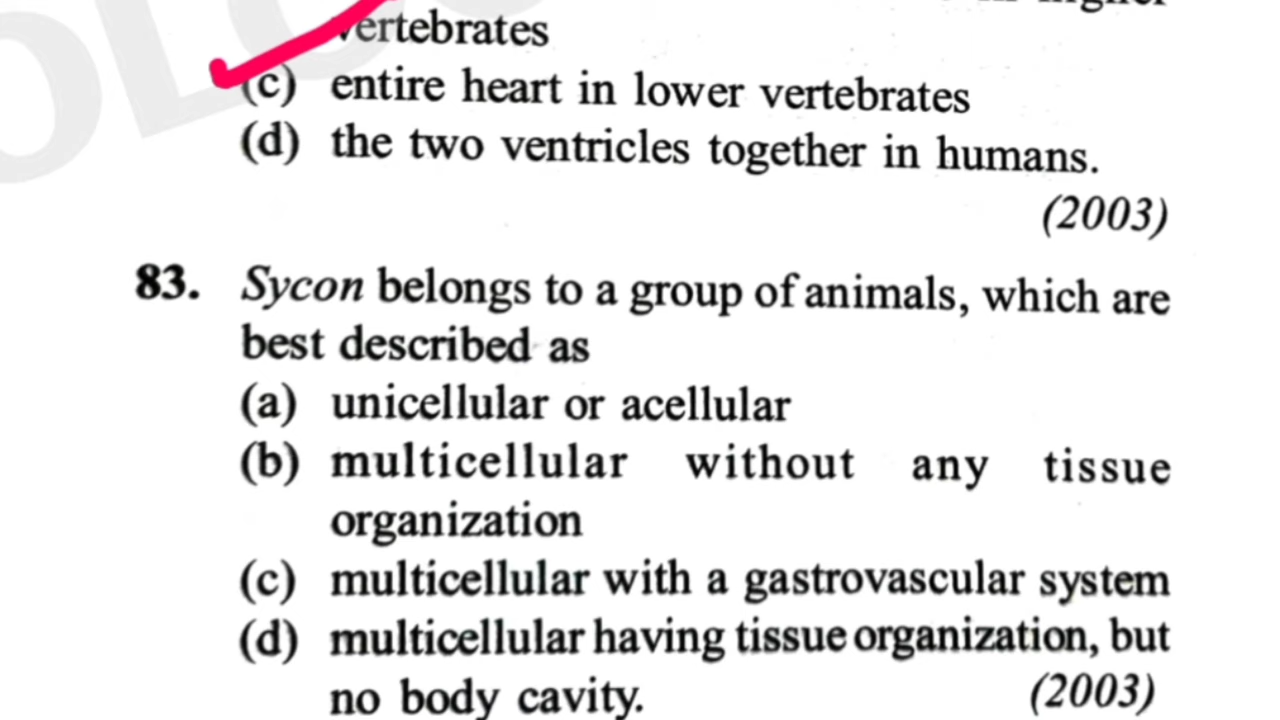 vertebrates
(c) entire heart in lower vertebrates
(d) the two ventricles together in humans.
(2003)
83. Sycon belongs to a group of animals, which are
best described as
(a) unicellular or acellular
(b) multicellular without any tissue
organization
(c) multicellular with a gastrovascular system
(d) multicellular having tissue organization, but
no body cavity. (2003)